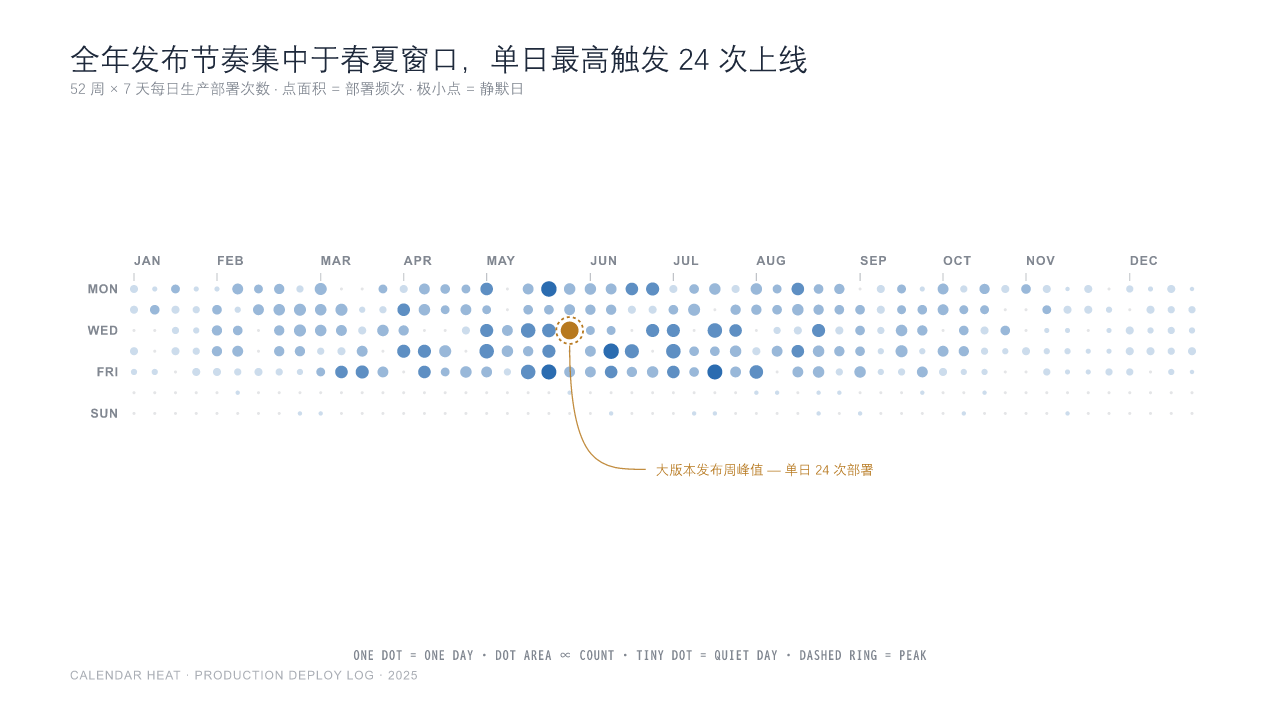 全年发布节奏集中于春夏窗口，单日最高触发 24 次上线
52 周 × 7 天每日生产部署次数 · 点面积 = 部署频次 · 极小点 = 静默日
JAN FEB MAR APR MAY JUN JUL AUG SEP OCT NOV DEC
MON
WED
FRI
SUN
大版本发布周峰值 — 单日 24 次部署
ONE DOT = ONE DAY · DOT AREA ∝ COUNT · TINY DOT = QUIET DAY · DASHED RING = PEAK
CALENDAR HEAT · PRODUCTION DEPLOY LOG · 2025